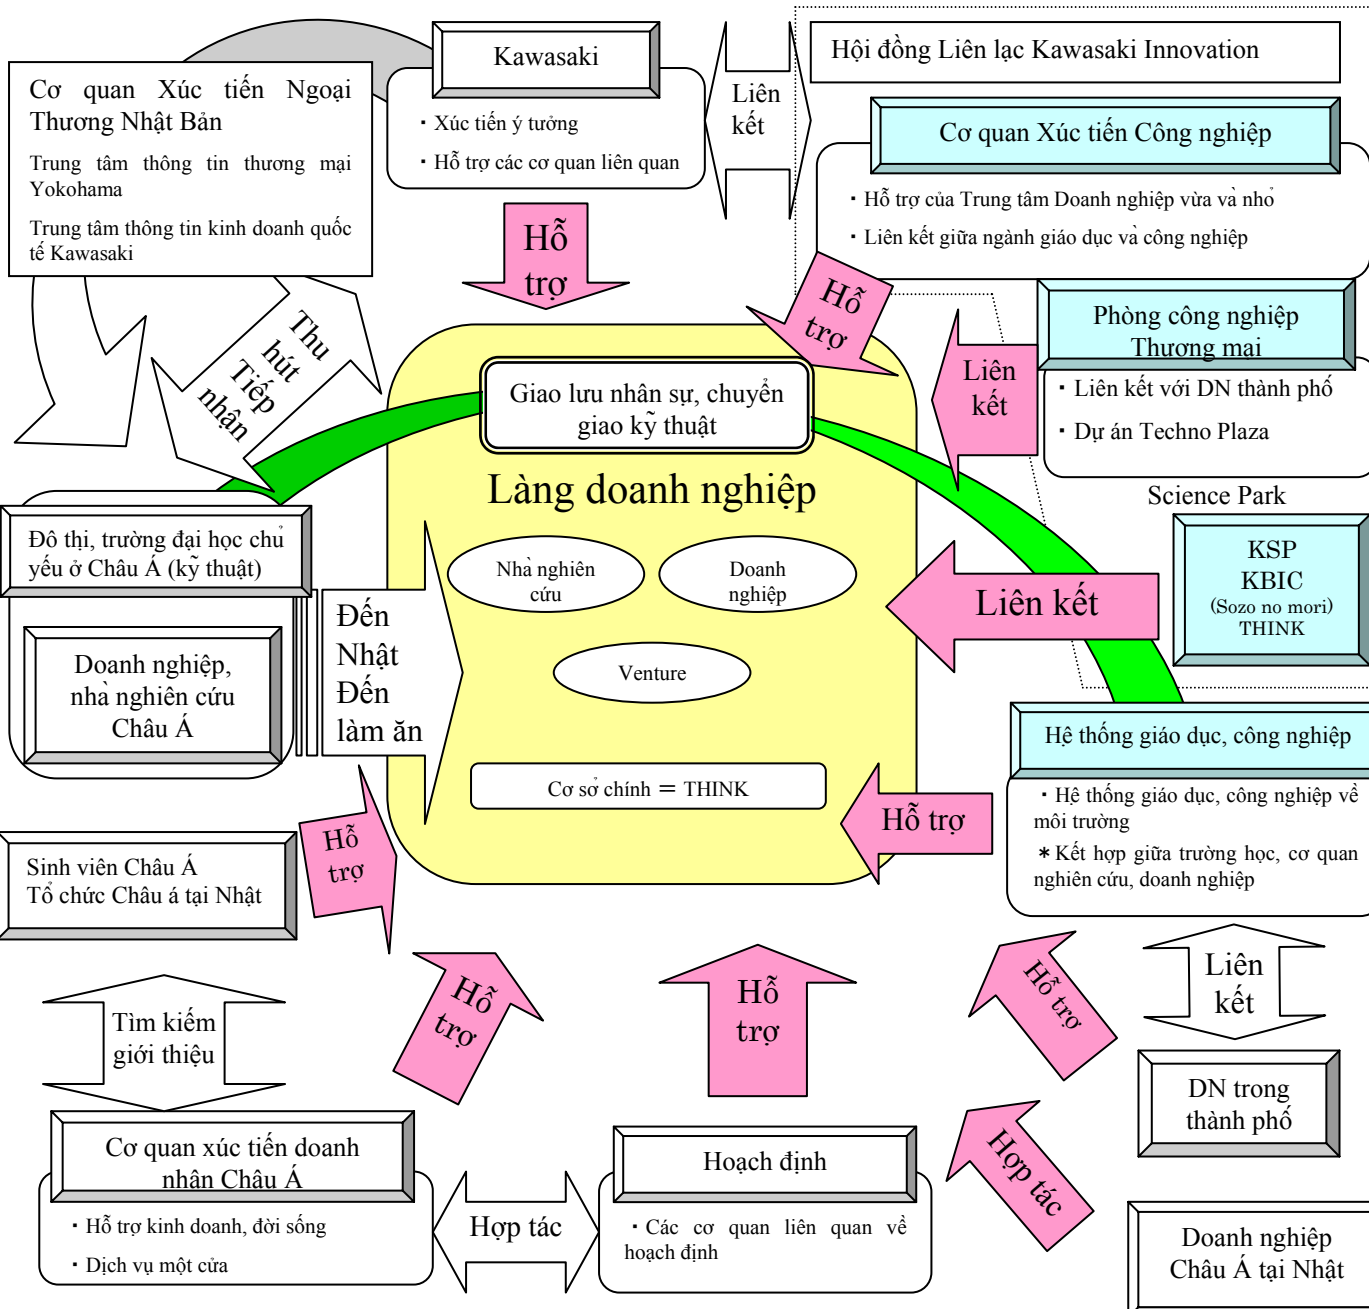 Kawasaki
・Xúc tiến ý tưởng
・Hỗ trợ các cơ quan liên quan
Liên
kết
Hội đồng Liên lạc Kawasaki Innovation
Cơ quan Xúc tiến Ngoại
Thương Nhật Bản
Trung tâm thông tin thương mại
Yokohama
Trung tâm thông tin kinh doanh quốc
tế Kawasaki
Cơ quan Xúc tiến Công nghiệp
・Hỗ trợ của Trung tâm Doanh nghiệp vừa và nhỏ
・Liên kết giữa ngành giáo dục và công nghiệp
Hỗ
trợ
Hỗ
trợ
Thu
hút
Tiếp
nhận
Phòng công nghiệp
Thương mại
・Liên kết với DN thành phố
・Dự án Techno Plaza
Liên
kết
Giao lưu nhân sự, chuyển
giao kỹ thuật
Làng doanh nghiệp
Science Park
KSP
KBIC
(Sozo no mori)
THINK
Đô thị, trường đại học chủ
yếu ở Châu Á (kỹ thuật)
Nhà nghiên
cứu
Doanh
nghiệp
Liên kết
Đến
Nhật
Đến
làm ăn
Doanh nghiệp,
nhà nghiên cứu
Châu Á
Venture
Hệ thống giáo dục, công nghiệp
・Hệ thống giáo dục, công nghiệp về
môi trường
*Kết hợp giữa trường học, cơ quan
nghiên cứu, doanh nghiệp
Cơ sở chính = THINK
Hỗ trợ
Hỗ
trợ
Sinh viên Châu Á
Tổ chức Châu á tại Nhật
Tìm kiếm
giới thiệu
Hỗ
trợ
Hỗ
trợ
Hỗ trợ
Liên
kết
DN trong
thành phố
Cơ quan xúc tiến doanh
nhân Châu Á
・Hỗ trợ kinh doanh, đời sống
・Dịch vụ một cửa
Hợp tác
Hoạch định
・Các cơ quan liên quan về
hoạch định
Hợp tác
Doanh nghiệp
Châu Á tại Nhật